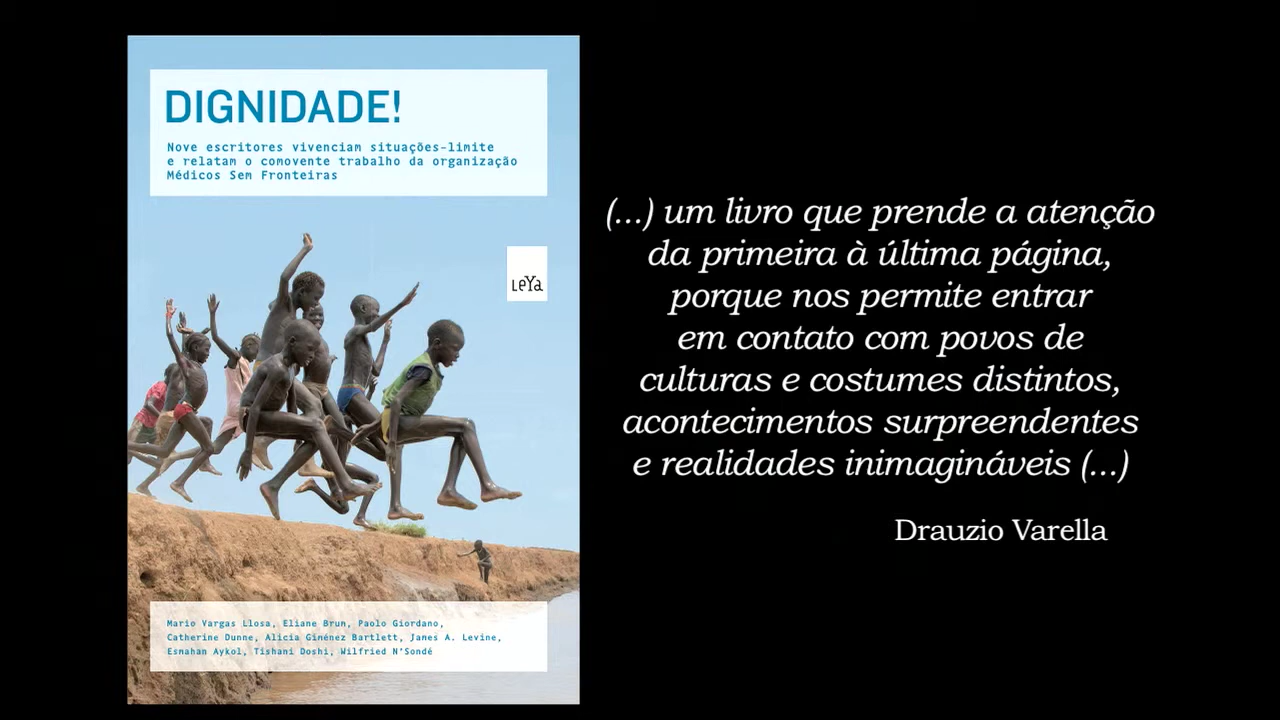 DIGNIDADE!
Nove escritores vivenciam situações-limite
e relatam o comovente trabalho da organização
Médicos Sem Fronteiras
LeYa
Mario Vargas Llosa, Eliane Brun, Paolo Giordano,
Catherine Dunne, Alicia Giménez Bartlett, James A. Levine,
Esmahan Aykol, Tishani Doshi, Wilfried N'Sondé
(...) um livro que prende a atenção
da primeira à última página,
porque nos permite entrar
em contato com povos de
culturas e costumes distintos,
acontecimentos surpreendentes
e realidades inimagináveis (...)
Drauzio Varella